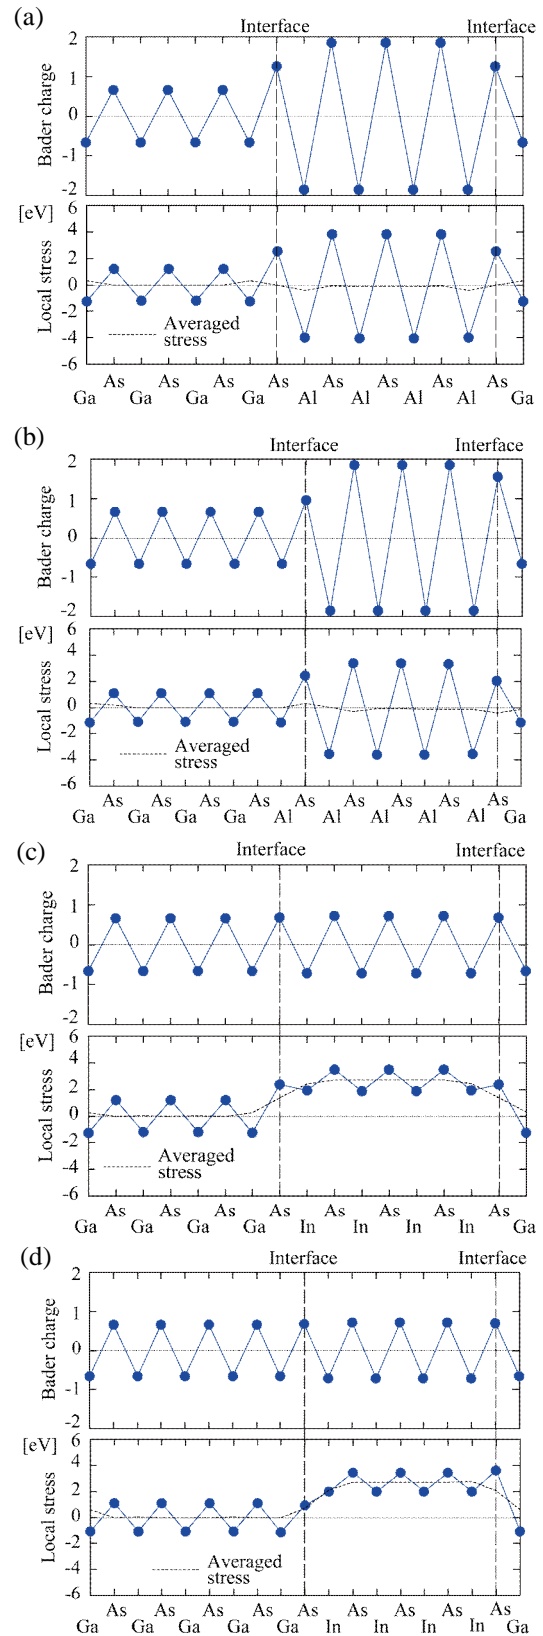 (a)
Interface Interface
2
1
0
-1
-2
Bader charge
[eV]
6
4
2
0
-2
-4
-6
Local stress
Averaged
stress
As As As As As As As As
Ga Ga Ga Ga Al Al Al Al Ga
(b)
Interface Interface
2
1
0
-1
-2
Bader charge
[eV]
6
4
2
0
-2
-4
-6
Local stress
Averaged
stress
As As As As As As As As As
Ga Ga Ga Ga Al Al Al Al Al Ga
(c)
Interface Interface
2
1
0
-1
-2
Bader charge
[eV]
6
4
2
0
-2
-4
-6
Local stress
Averaged
stress
As As As As As As As As
Ga Ga Ga Ga In In In In Ga
(d)
Interface Interface
2
1
0
-1
-2
Bader charge
[eV]
6
4
2
0
-2
-4
-6
Local stress
Averaged
stress
As As As As As As As As As
Ga Ga Ga Ga Ga In In In In Ga